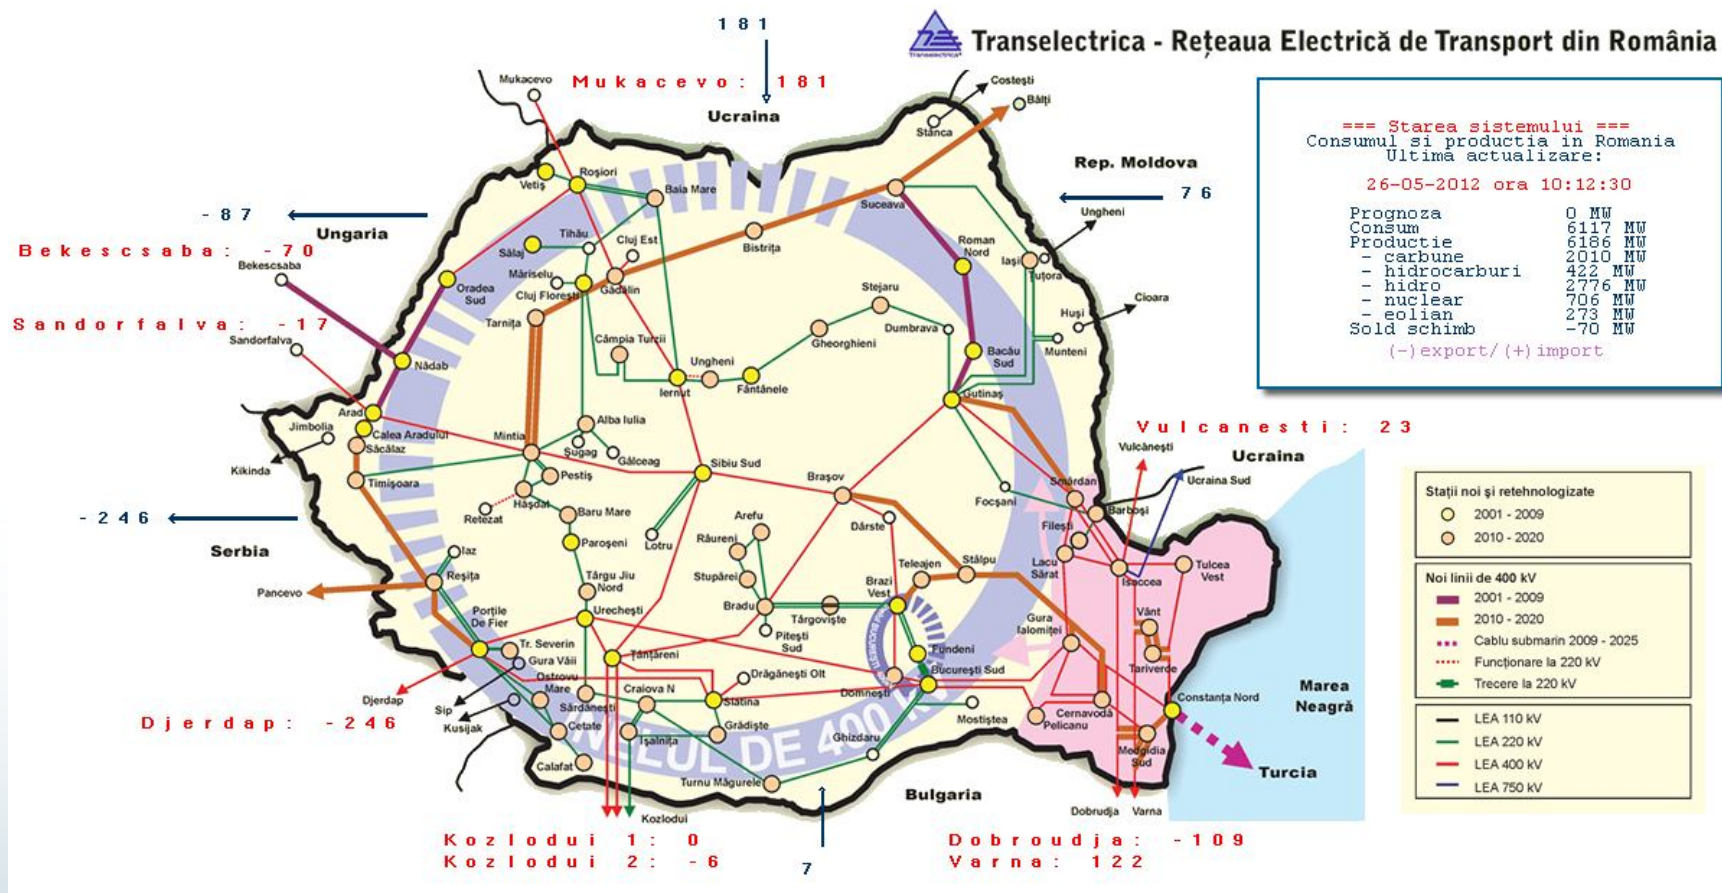 181
Transelectrica - Rețeaua Electrică de Transport din România
Transelectrica
Mukacevo
Mukacevo: 181
Ucraina
Costești
Bălți
Stânca
Rep. Moldova
76
Ungheni
=== Starea sistemului ===
Consumul si productia in Romania
Ultima actualizare:
26-05-2012 ora 10:12:30
Prognoza 0 MW
Consum 6117 MW
Productie 6186 MW
- carbune 2010 MW
- hidrocarburi 422 MW
- hidro 2776 MW
- nuclear 706 MW
- eolian 273 MW
Sold schimb -70 MW
(-)export/(+)import
Vetiș
Roșiori
Baia Mare
Suceava
-87
Ungaria
Bekescsaba: -70
Bekescsaba
Sandorfalva: -17
Sandorfalva
Oradea
Sud
Sălaj
Tihău
Cluj Est
Mărișelu
Cluj Florești
Gădălin
Bistrița
Roman
Nord
Iași
Țuțora
Cioara
Huși
Munteni
Tarnița
Câmpia Turzii
Ungheni
Iernut
Fântânele
Gheorghieni
Stejaru
Dumbrava
Bacău
Sud
Gutinaș
Nădab
Arad
Calea Aradului
Săcălaz
Jimbolia
Kikinda
Timișoara
Mintia
Alba Iulia
Șugag
Gâlceag
Pestiș
Hășdat
Retezat
Baru Mare
Paroșeni
Sibiu Sud
Lotru
Brașov
Dârste
Focșani
Smârdan
Barboși
Filești
Lacu
Sărat
Vulcanesti: 23
Vulcănești
Ucraina
Ucraina Sud
Isaccea
Tulcea
Vest
-246
Serbia
Pancevo
Iaz
Reșița
Târgu Jiu
Nord
Urechești
Arefu
Râureni
Stupărei
Bradu
Pitești
Sud
Târgoviște
Brazi
Vest
Teleajen
Stâlpu
Gura
Ialomiței
Vânt
Tariverde
Porțile
De Fier
Tr. Severin
Gura Văii
Ostrovu
Mare
Djerdap
Djerdap: -246
Sip
Kusijak
Cetate
Calafat
Țânțăreni
Sărdănești
Craiova N
Ișalnița
Slatina
Drăgănești Olt
Grădiște
Turnu Măgurele
Domnești
Fundeni
București Sud
Mostiștea
Ghizdaru
Pelicanu
Cernavodă
Medgidia
Sud
Constanța Nord
Marea
Neagră
Turcia
INELUL DE 400 K
Kozlodui
Kozlodui 1: 0
Kozlodui 2: -6
7
Bulgaria
Dobrudja
Varna
Dobroudja: -109
Varna: 122
Stații noi și retehnologizate
2001 - 2009
2010 - 2020
Noi linii de 400 kV
2001 - 2009
2010 - 2020
Cablu submarin 2009 - 2025
Funcționare la 220 kV
Trecere la 220 kV
LEA 110 kV
LEA 220 kV
LEA 400 kV
LEA 750 kV